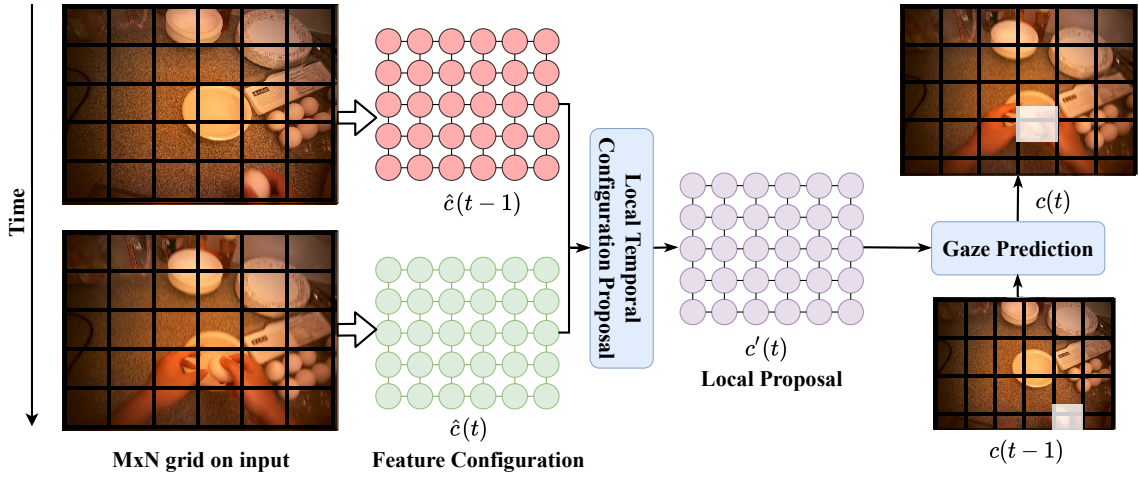 Time
MxN grid on input
ĉ(t−1)
ĉ(t)
Feature Configuration
Local Temporal
Configuration Proposal
c′(t)
Local Proposal
c(t)
Gaze Prediction
c(t−1)